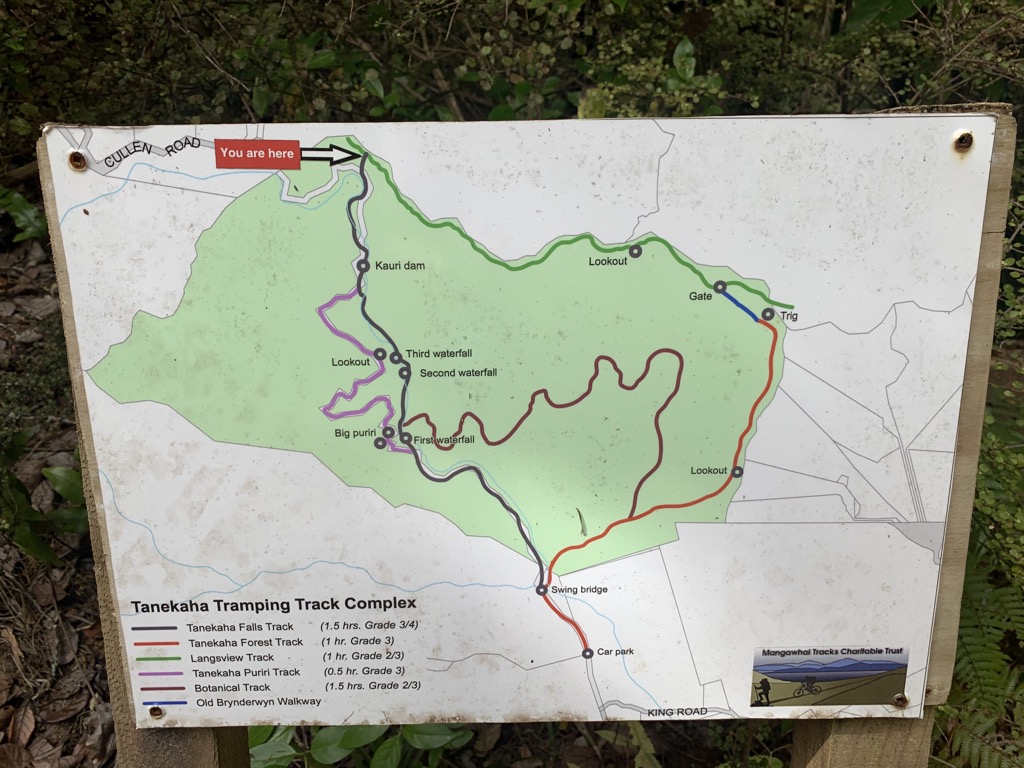 CULLEN ROAD
You are here
Kauri dam
Lookout
Gate
Trig
Lookout
Third waterfall
Second waterfall
Big puriri
First waterfall
Lookout
Swing bridge
Car park
KING ROAD
Tanekaha Tramping Track Complex
Tanekaha Falls Track (1.5 hrs. Grade 3/4)
Tanekaha Forest Track (1 hr. Grade 3)
Langsview Track (1 hr. Grade 2/3)
Tanekaha Puriri Track (0.5 hr. Grade 3)
Botanical Track (1.5 hrs. Grade 2/3)
Old Brynderwyn Walkway
Mangawhai Tracks Charitable Trust